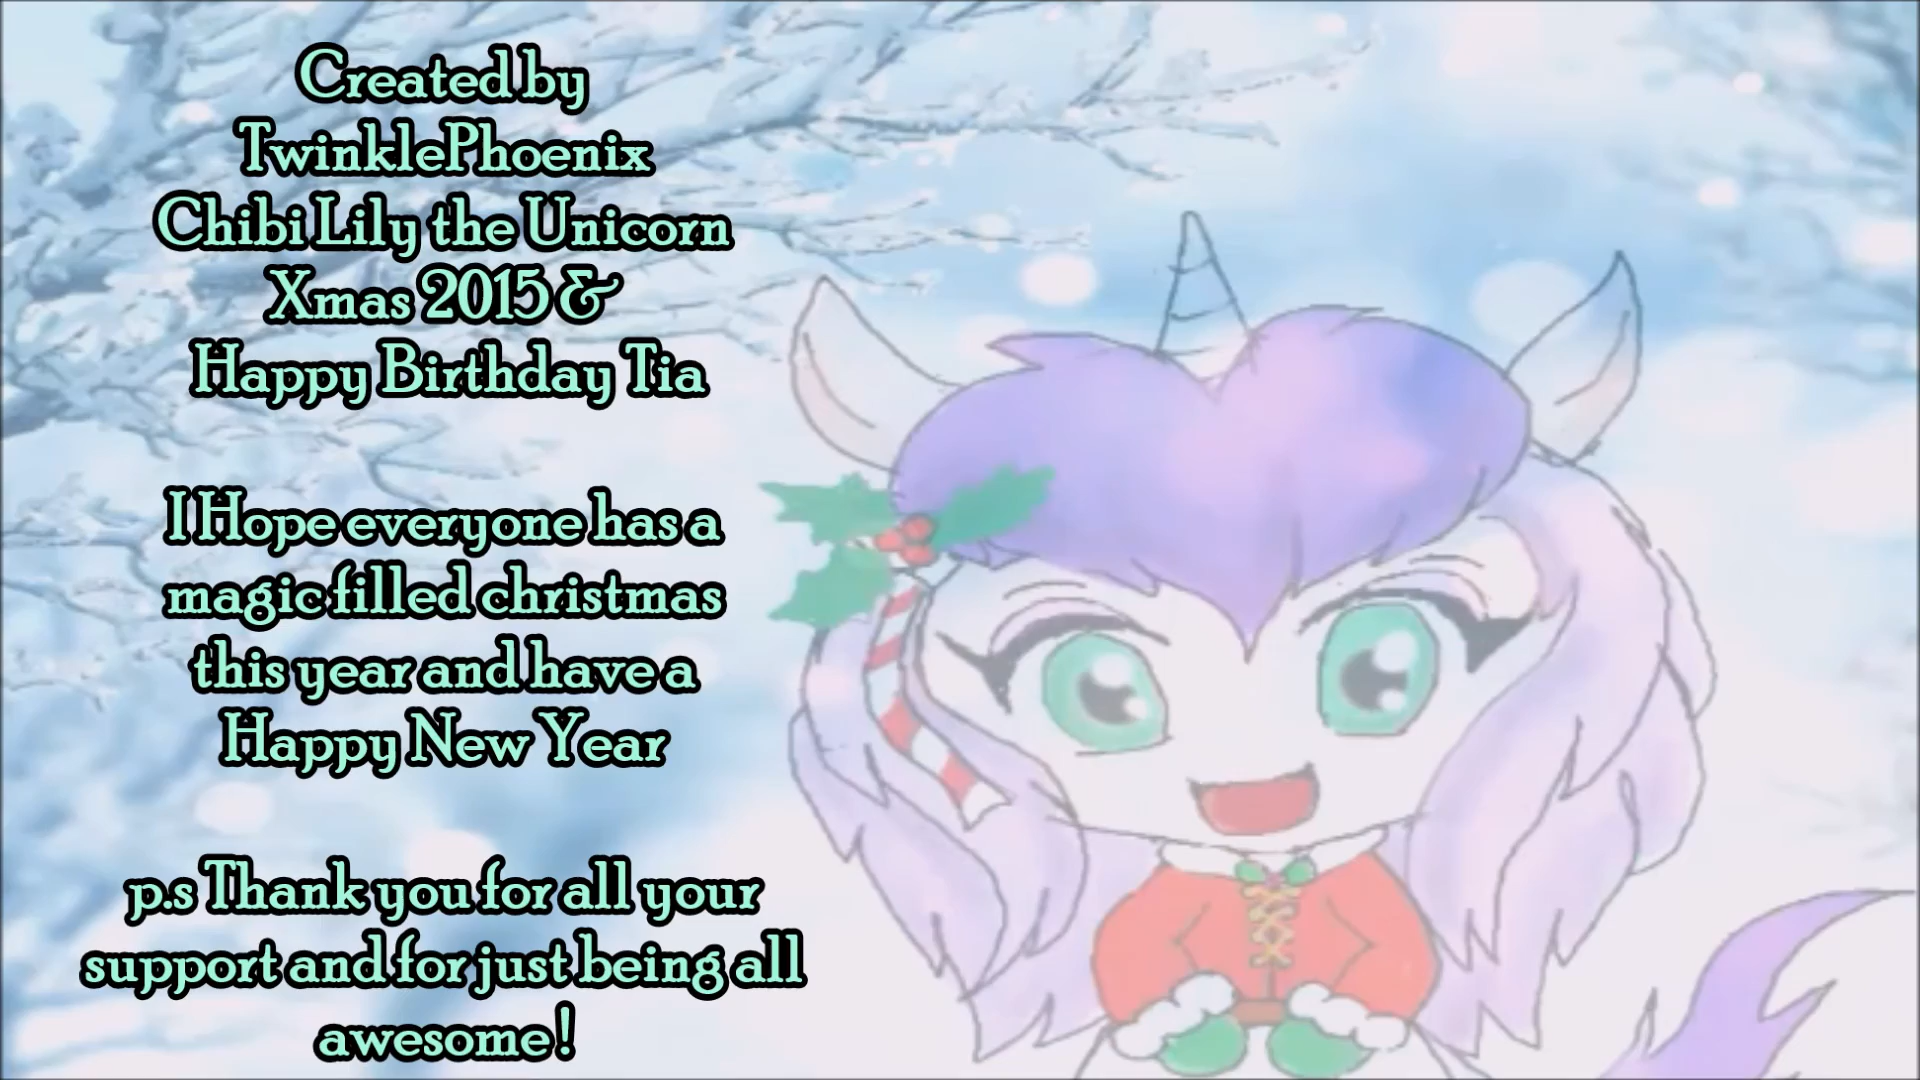 Created by
TwinklePhoenix
Chibi Lily the Unicorn
Xmas 2015 &
Happy Birthday Tia
I Hope everyone has a
magic filled christmas
this year and have a
Happy New Year
p.s Thank you for all your
support and for just being all
awesome!